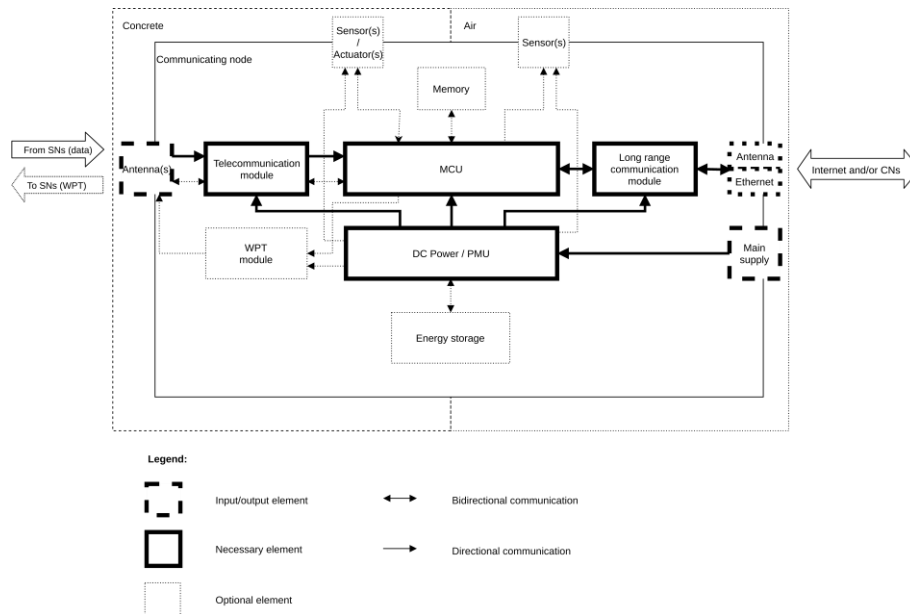 Concrete
Air
Sensor(s)
/
Actuator(s)
Sensor(s)
Communicating node
Memory
From SNs (data)
To SNs (WPT)
Antenna(s)
Telecommunication
module
MCU
Long range
communication
module
Antenna
Ethernet
Internet and/or CNs
WPT
module
DC Power / PMU
Main
supply
Energy storage
Legend:
Input/output element
Bidirectional communication
Necessary element
Directional communication
Optional element